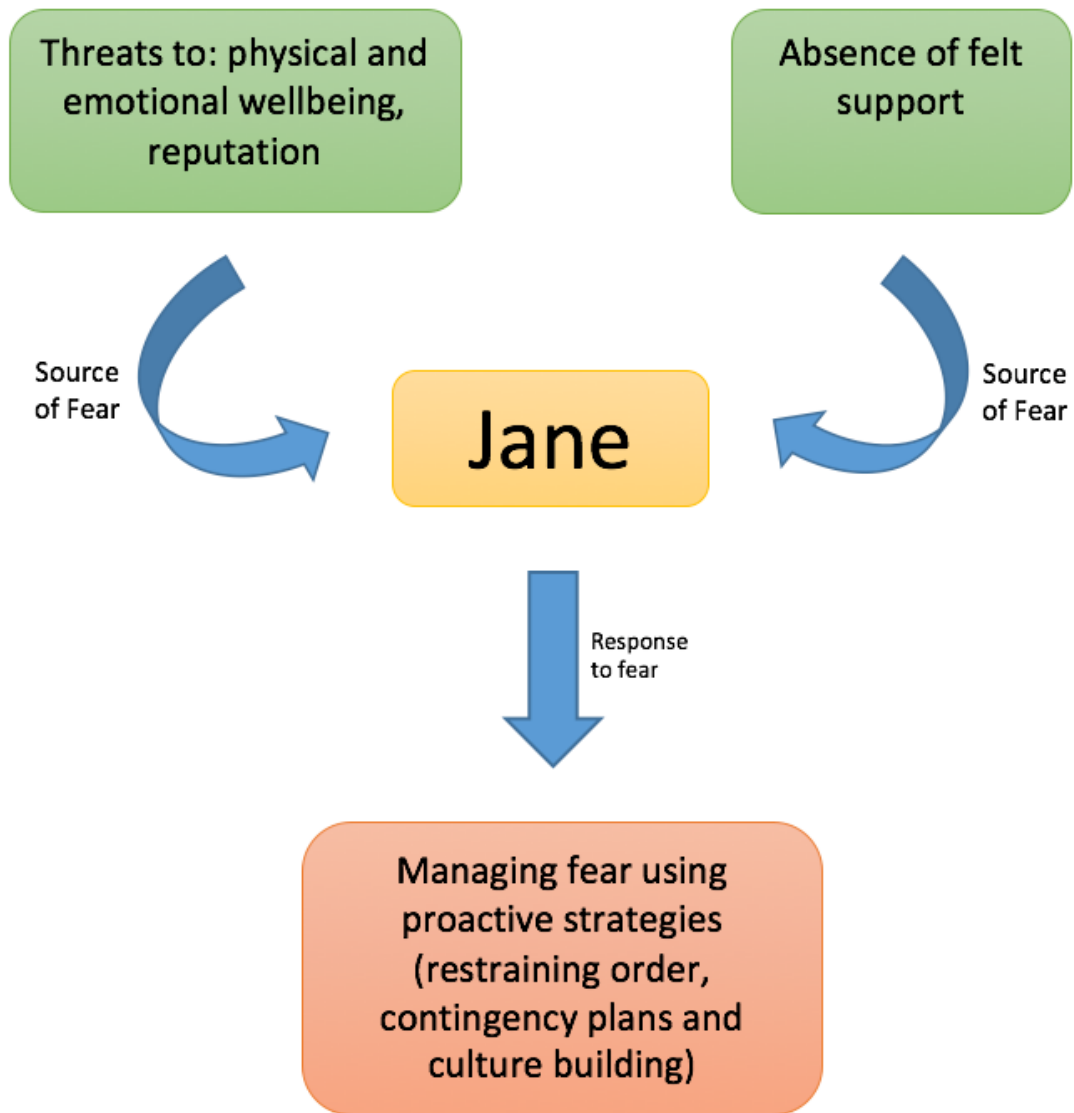 Threats to: physical and
emotional wellbeing,
reputation
Absence of felt
support
Source
of Fear
Jane
Source
of Fear
Response
to fear
Managing fear using
proactive strategies
(restraining order,
contingency plans and
culture building)